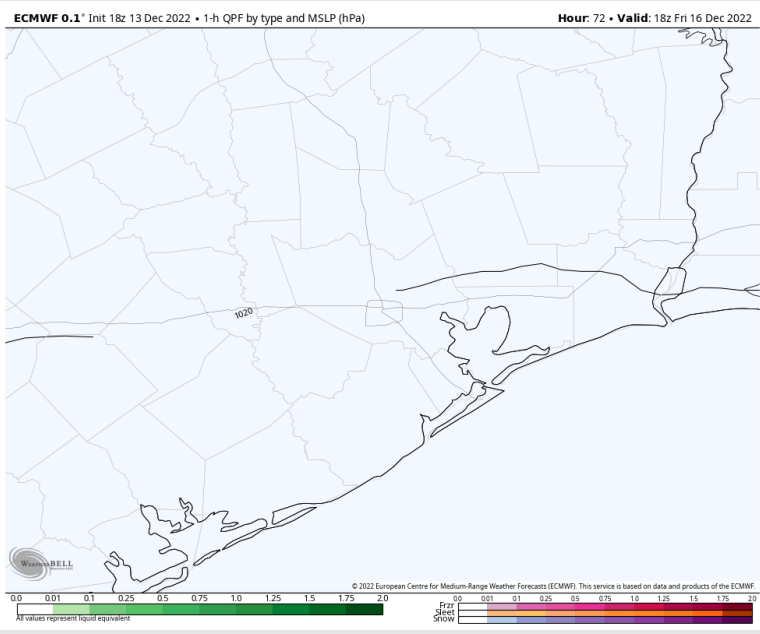 ECMWF 0.1° Init 18z 13 Dec 2022 • 1-h QPF by type and MSLP (hPa)
Hour: 72 • Valid: 18z Fri 16 Dec 2022
1020
WEATHERBELL
© 2022 European Centre for Medium-Range Weather Forecasts (ECMWF). This service is based on data and products of the ECMWF.
0.0 0.01 0.1 0.25 0.5 0.75 1.0 1.25 1.5 1.75 2.0
All values represent liquid equivalent
0.0 0.01 0.1 0.25 0.5 0.75 1.0 1.25 1.5 1.75 2.0
Frzr
Sleet
Snow